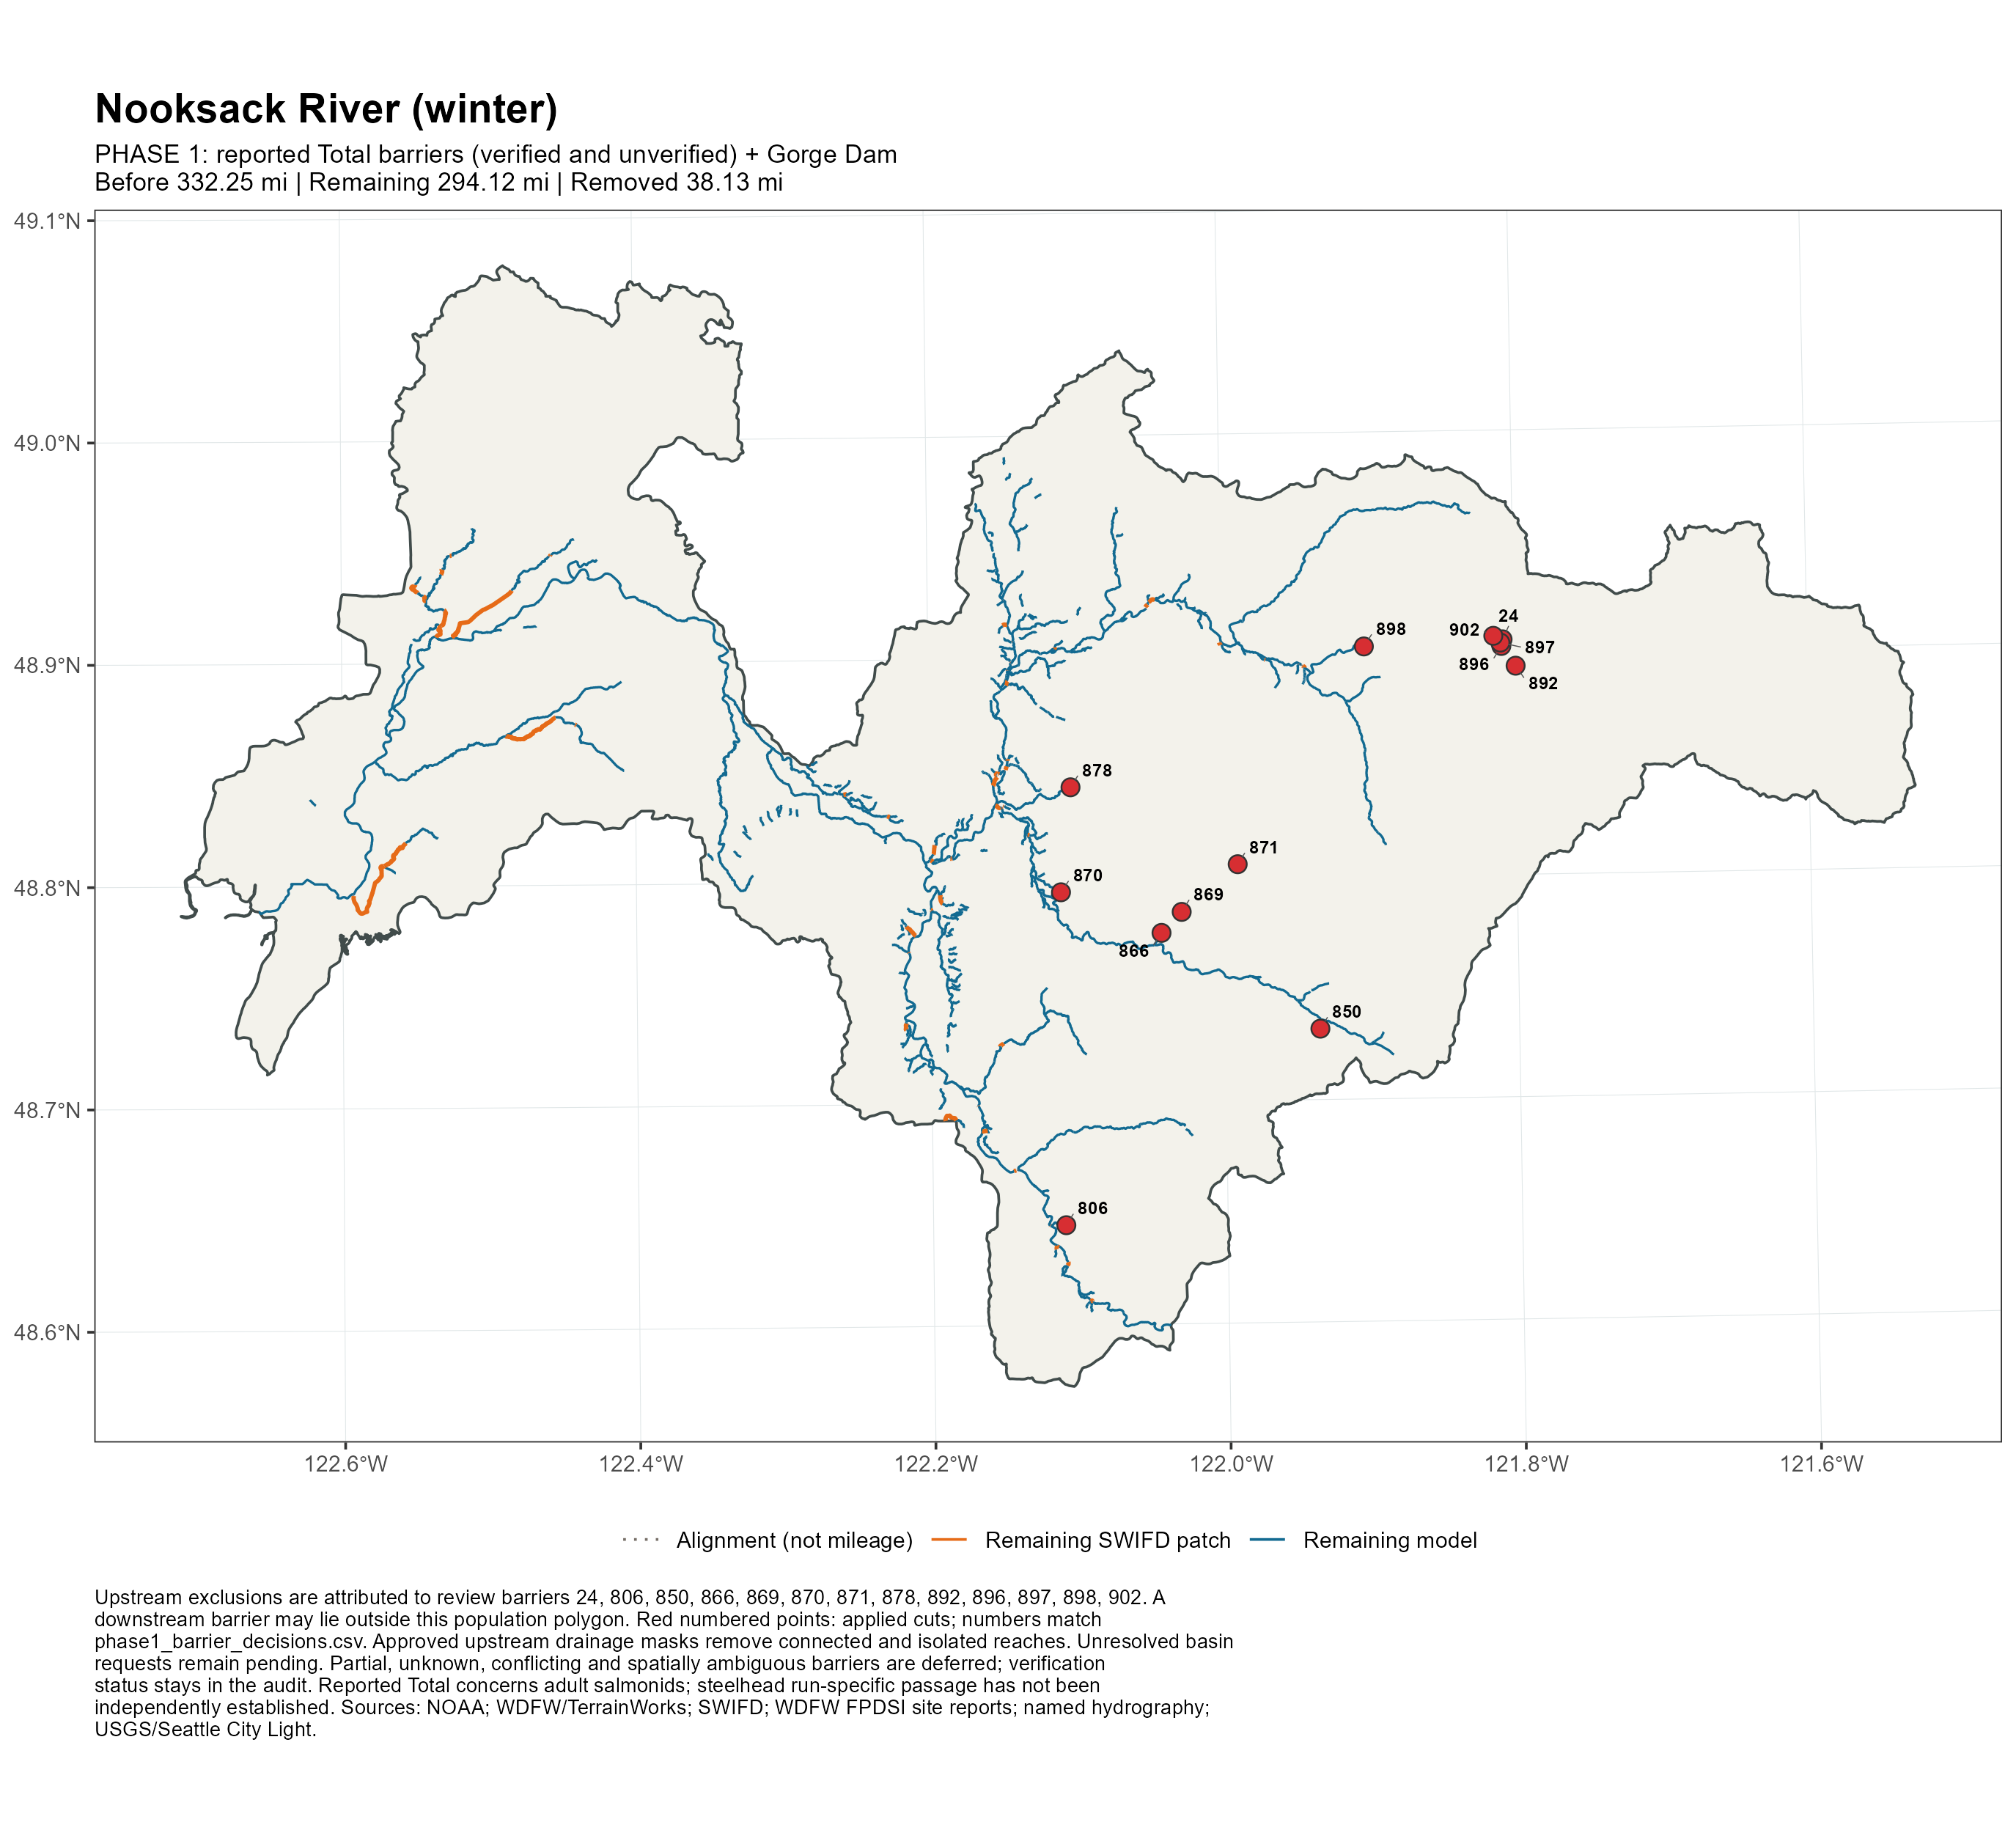 Nooksack River (winter)
PHASE 1: reported Total barriers (verified and unverified) + Gorge Dam
Before 332.25 mi | Remaining 294.12 mi | Removed 38.13 mi
49.1°N
49.0°N
48.9°N
48.8°N
48.7°N
48.6°N
24
902
898
897
896
892
878
871
870
869
866
850
806
122.6°W
122.4°W
122.2°W
122.0°W
121.8°W
121.6°W
Alignment (not mileage)
Remaining SWIFD patch
Remaining model
Upstream exclusions are attributed to review barriers 24, 806, 850, 866, 869, 870, 871, 878, 892, 896, 897, 898, 902. A
downstream barrier may lie outside this population polygon. Red numbered points: applied cuts; numbers match
phase1_barrier_decisions.csv. Approved upstream drainage masks remove connected and isolated reaches. Unresolved basin
requests remain pending. Partial, unknown, conflicting and spatially ambiguous barriers are deferred; verification
status stays in the audit. Reported Total concerns adult salmonids; steelhead run-specific passage has not been
independently established. Sources: NOAA; WDFW/TerrainWorks; SWIFD; WDFW FPDSI site reports; named hydrography;
USGS/Seattle City Light.